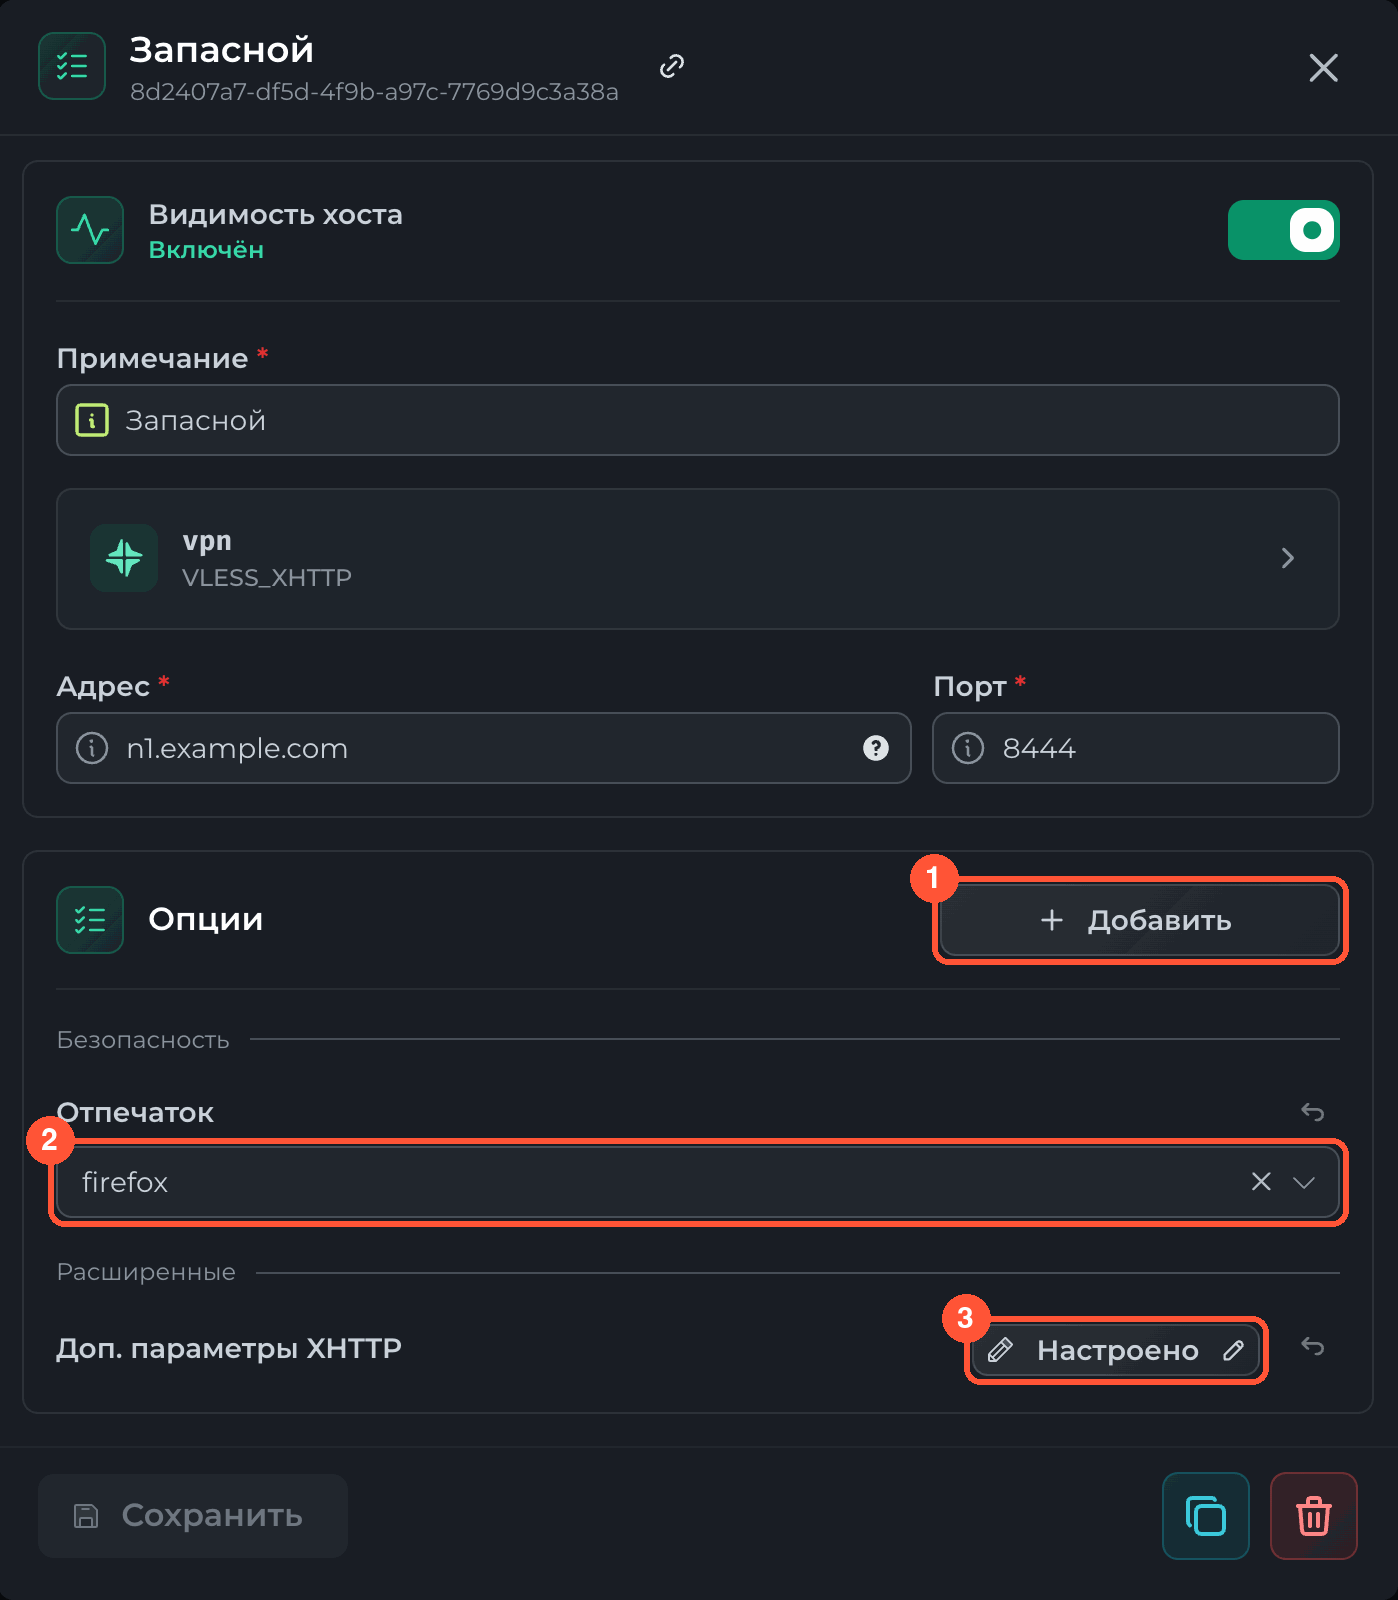 Запасной
8d2407a7-df5d-4f9b-a97c-7769d9c3a38a
Видимость хоста
Включён
Примечание *
Запасной
vpn
VLESS_XHTTP
Адрес *
Порт *
n1.example.com
8444
Опции
1
+ Добавить
Безопасность
Отпечаток
2
firefox
Расширенные
3
Доп. параметры XHTTP
Настроено
Сохранить